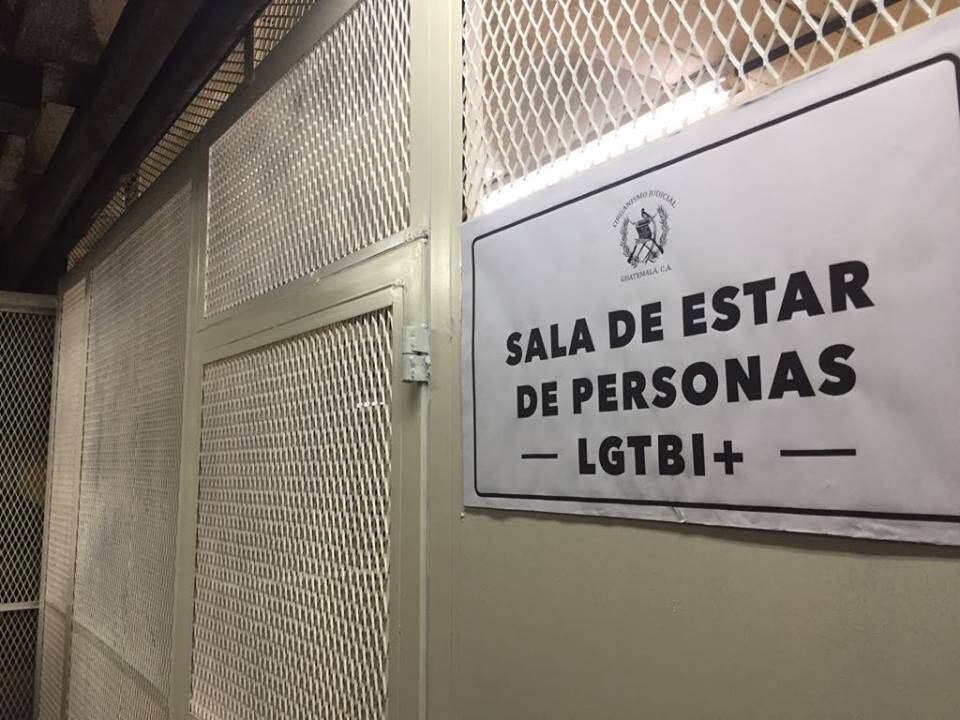 ORGANISMO JUDICIAL
GUATEMALA, C.A.
SALA DE ESTAR
DE PERSONAS
— LGTBI+ —